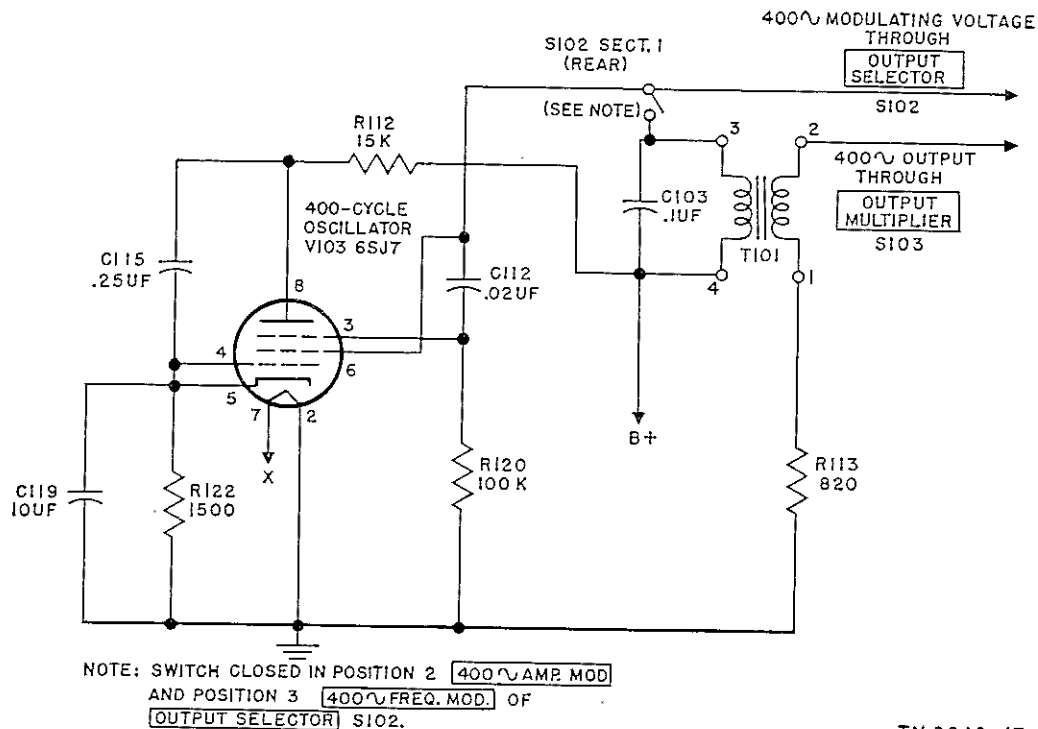 400∿ MODULATING VOLTAGE
THROUGH
OUTPUT
SELECTOR
S102
S102 SECT. 1
(REAR)
(SEE NOTE)
R112
15K
3
2
400∿ OUTPUT
THROUGH
OUTPUT
MULTIPLIER
S103
C103
.1UF
T101
4
1
400-CYCLE
OSCILLATOR
V103 6SJ7
C115
.25UF
C112
.02UF
8
3
4
6
5
7
2
X
B+
C119
10UF
R122
1500
R120
100K
R113
820
NOTE: SWITCH CLOSED IN POSITION 2 400∿ AMP. MOD
AND POSITION 3 400∿ FREQ. MOD. OF
OUTPUT SELECTOR S102.